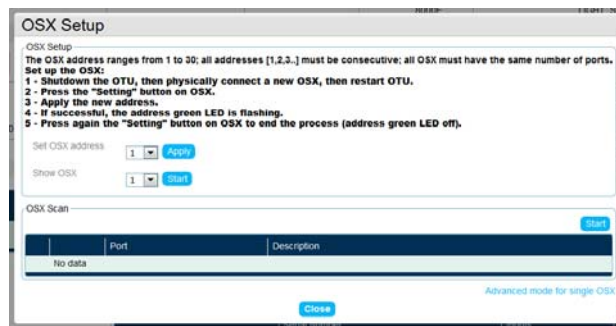 OSX Setup
OSX Setup
The OSX address ranges from 1 to 30; all addresses [1,2,3..] must be consecutive; all OSX must have the same number of ports.
Set up the OSX:
1 - Shutdown the OTU, then physically connect a new OSX, then restart OTU.
2 - Press the "Setting" button on OSX.
3 - Apply the new address.
4 - If successful, the address green LED is flashing.
5 - Press again the "Setting" button on OSX to end the process (address green LED off).
Set OSX address 1 Apply
Show OSX 1 Start
OSX Scan
Start
Port Description
No data
Advanced mode for single OSX
Close